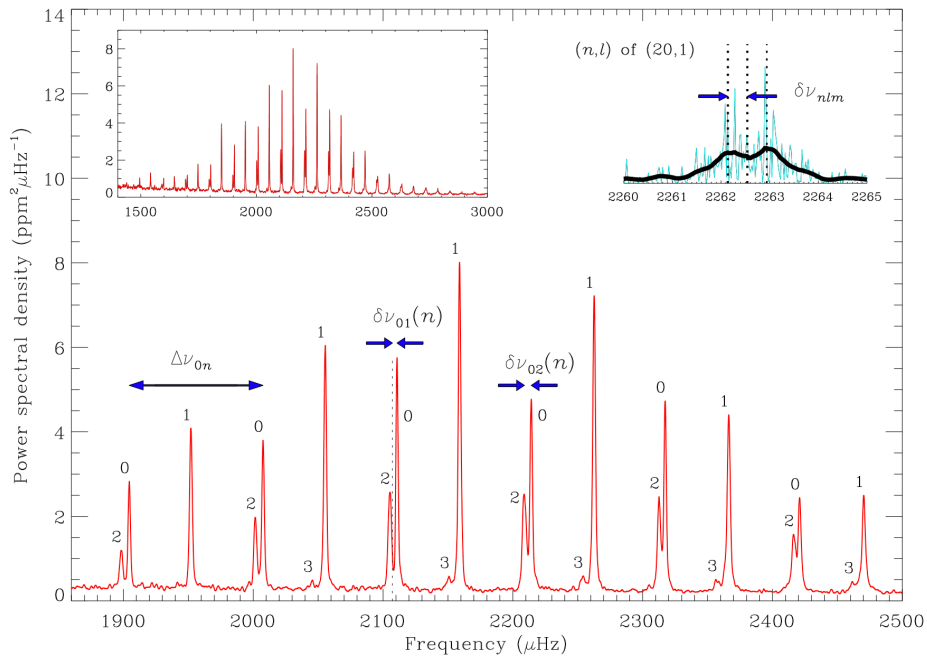 14
12
10
8
6
4
2
0
Power spectral density (ppm² μHz⁻¹)
8
6
4
2
0
1500 2000 2500 3000
(n,l) of (20,1)
δν_nlm
2260 2261 2262 2263 2264 2265
Δν_0n
δν_01(n)
δν_02(n)
2 0 1 2 0 3 1 2 0 3 1 2 0 3 1 2 0 3 1 2 0 3 1
1900 2000 2100 2200 2300 2400 2500
Frequency (μHz)